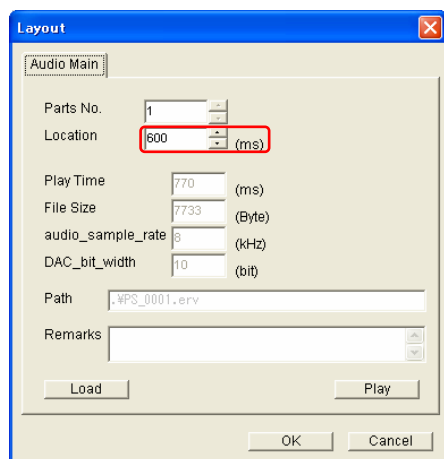 Layout
Audio Main
Parts No. 1
Location 600 (ms)
Play Time 770 (ms)
File Size 7733 (Byte)
audio_sample_rate 8 (kHz)
DAC_bit_width 10 (bit)
Path .¥PS_0001.erv
Remarks
Load Play
OK Cancel